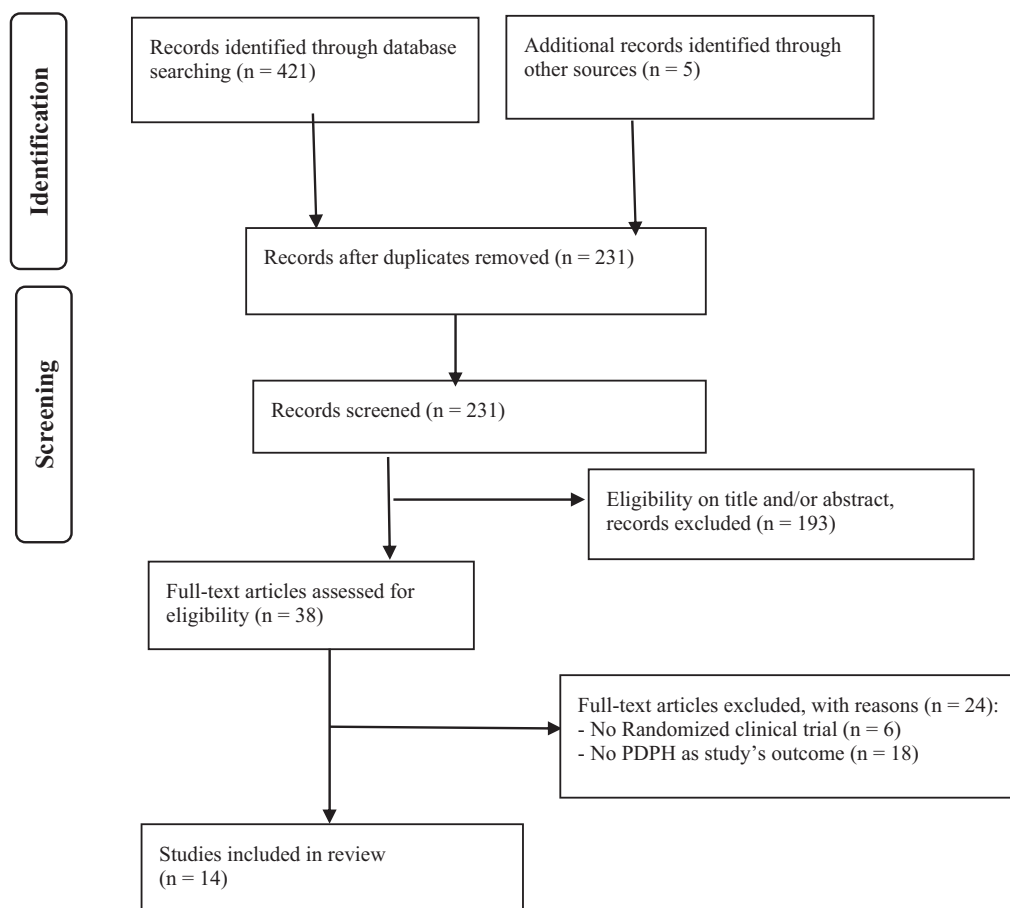 Identification
Records identified through database
searching (n = 421)
Additional records identified through
other sources (n = 5)
Records after duplicates removed (n = 231)
Screening
Records screened (n = 231)
Eligibility on title and/or abstract,
records excluded (n = 193)
Full-text articles assessed for
eligibility (n = 38)
Full-text articles excluded, with reasons (n = 24):
- No Randomized clinical trial (n = 6)
- No PDPH as study’s outcome (n = 18)
Studies included in review
(n = 14)